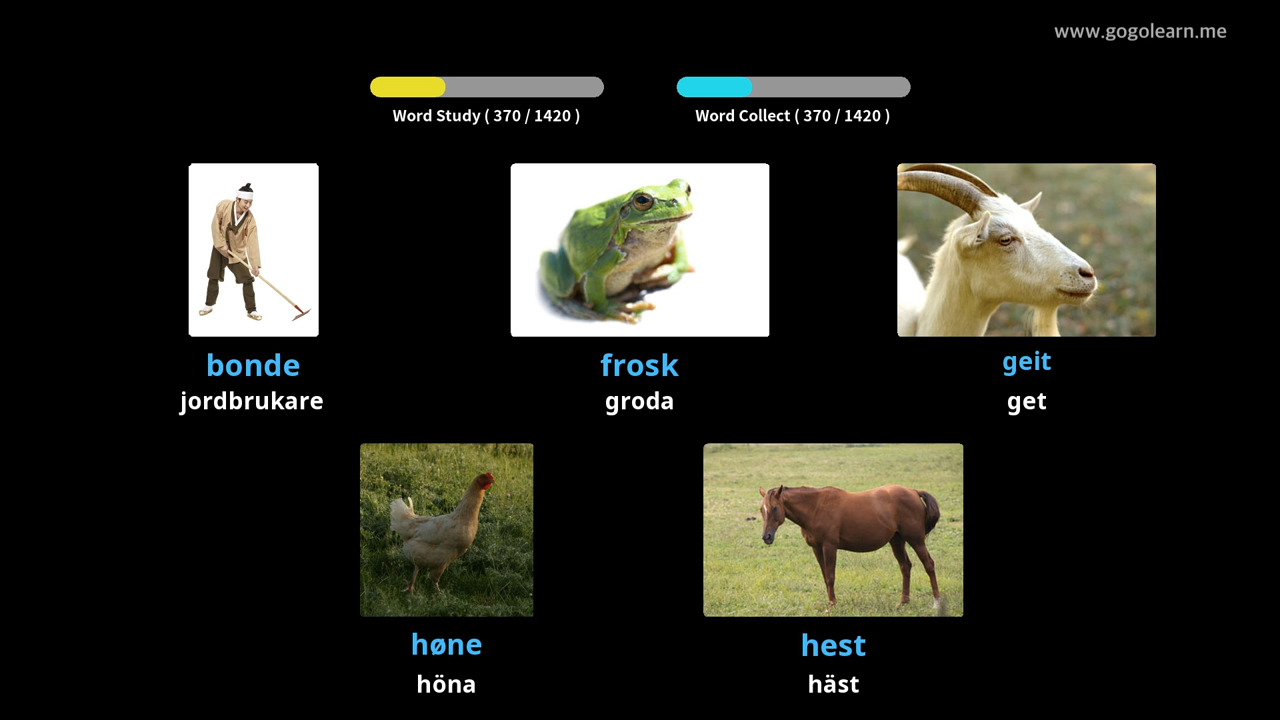 www.gogolearn.me
Word Study ( 370 / 1420 )
Word Collect ( 370 / 1420 )
bonde
jordbrukare
frosk
groda
geit
get
høne
höna
hest
häst